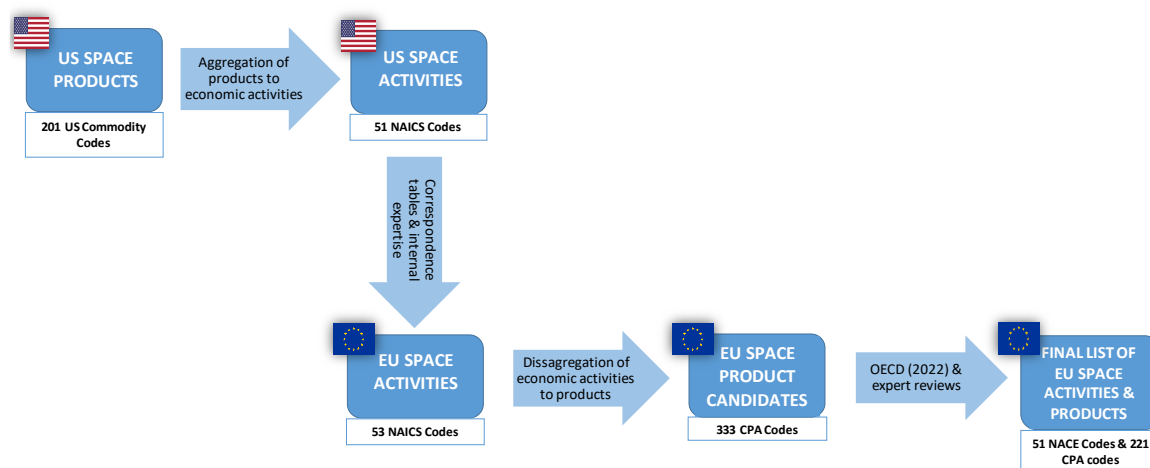 US SPACE
PRODUCTS
201 US Commodity
Codes
Aggregation of
products to
economic activities
US SPACE
ACTIVITIES
51 NAICS Codes
Correspondence
tables & internal
expertise
EU SPACE
ACTIVITIES
53 NAICS Codes
Dissagregation of
economic activities
to products
EU SPACE
PRODUCT
CANDIDATES
333 CPA Codes
OECD (2022) &
expert reviews
FINAL LIST OF
EU SPACE
ACTIVITIES &
PRODUCTS
51 NACE Codes & 221
CPA codes